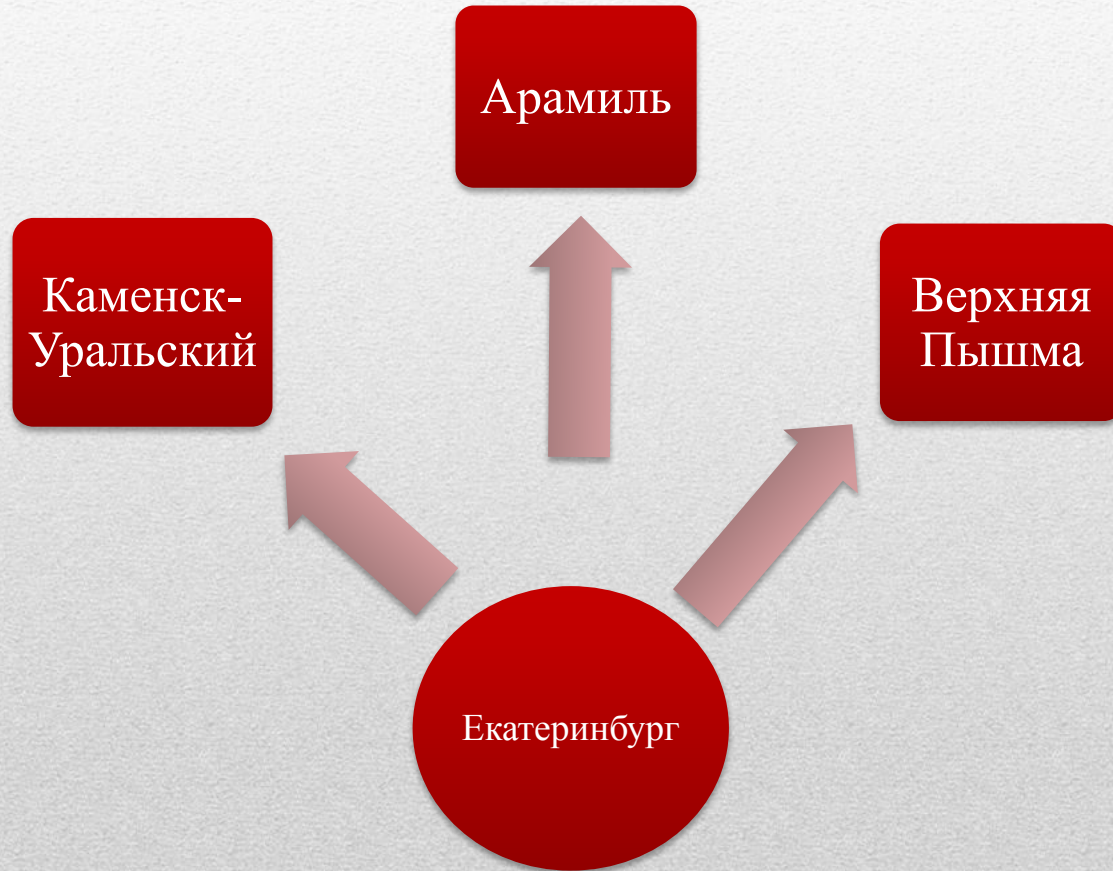 Арамиль
Каменск-
Уральский
Верхняя
Пышма
Екатеринбург